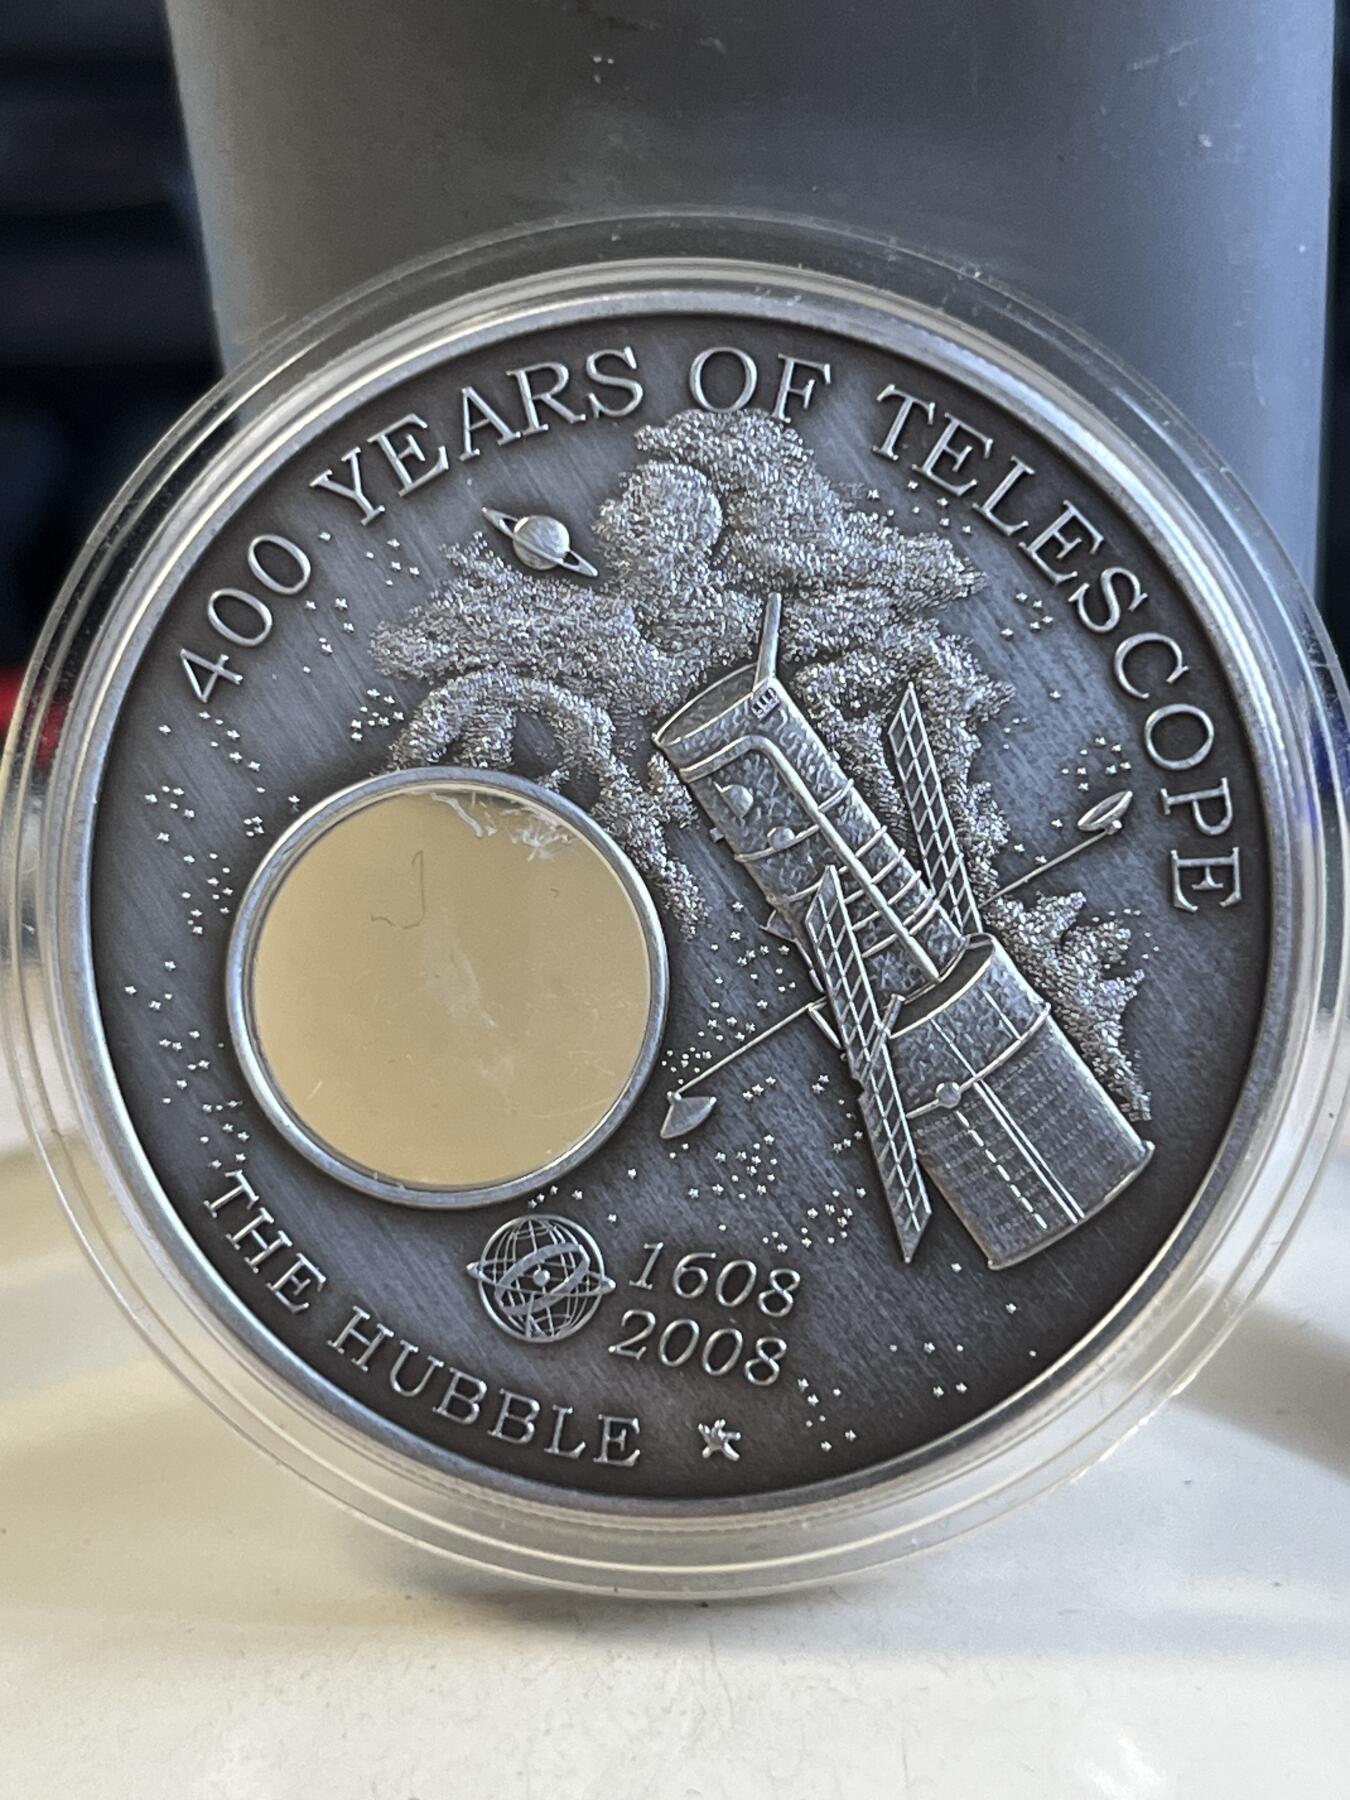 400 YEARS OF TELESCOPE
1608
2008
THE HUBBLE